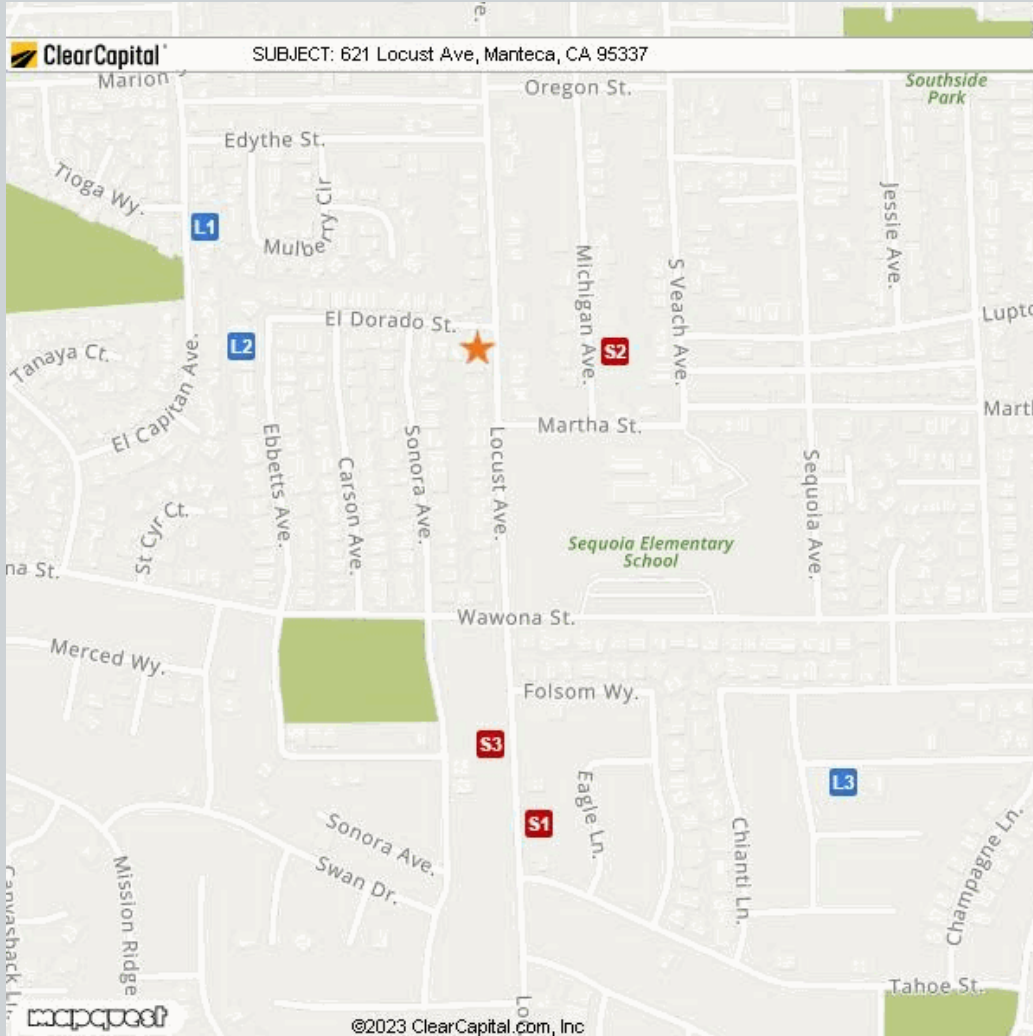 ClearCapital
SUBJECT: 621 Locust Ave, Manteca, CA 95337
Marion
Oregon St.
Southside
Park
Edythe St.
Tioga Wy.
Cir
L1
Jessie Ave.
Michigan Ave.
S Veach Ave.
El Dorado St.
L2
S2
Tanaya Ct.
El Capitan Ave.
Martha St.
Ebbetts Ave.
Carson Ave.
Sonora Ave.
Locust Ave.
Sequoia Ave.
St Cyr Ct.
Sequoia Elementary
School
na St.
Wawona St.
Merced Wy.
Folsom Wy.
S3
L3
Eagle Ln.
S1
Sonora Ave.
Swan Dr.
Chianti Ln.
Champagne Ln.
Mission Ridge
Tahoe St.
mapquest
©2023 ClearCapital.com, Inc